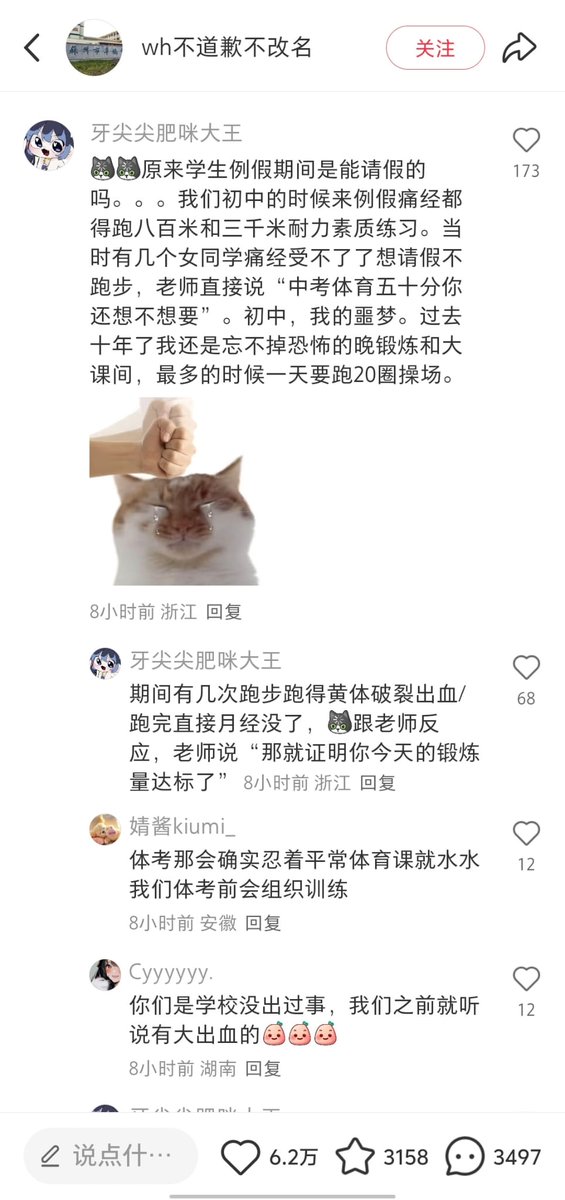 wh不道歉不改名
关注
牙尖尖肥咪大王
原来学生例假期间是能请假的
吗。。。我们初中的时候来例假痛经都
得跑八百米和三千米耐力素质练习。当
时有几个女同学痛经受不了了想请假不
跑步，老师直接说“中考体育五十分你
还想不想要”。初中，我的噩梦。过去
十年了我还是忘不掉恐怖的晚锻炼和大
课间，最多的时候一天要跑20圈操场。
173
8小时前 浙江 回复
牙尖尖肥咪大王
期间有几次跑步跑得黄体破裂出血/
跑完直接月经没了，跟老师反
应，老师说“那就证明你今天的锻炼
量达标了” 8小时前 浙江 回复
68
婧酱kiumi_
体考那会确实忍着平常体育课就水水
我们体考前会组织训练
8小时前 安徽 回复
12
Cyyyyyy.
你们是学校没出过事，我们之前就听
说有大出血的
8小时前 湖南 回复
12
牙尖尖肥咪大王
说点什…
6.2万
3158
3497